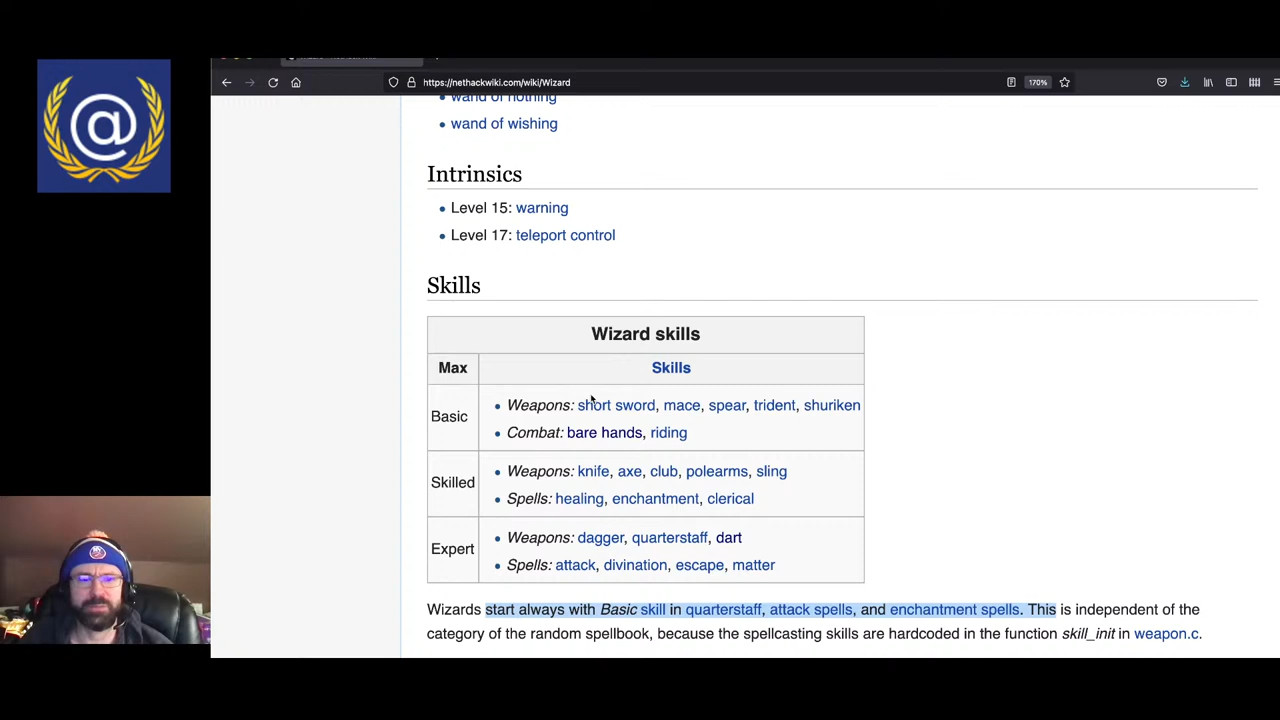 @
https://nethackwiki.com/wiki/Wizard
170%
wand of nothing
wand of wishing
Intrinsics
Level 15: warning
Level 17: teleport control
Skills
Wizard skills
Max Skills
Basic
Weapons: short sword, mace, spear, trident, shuriken
Combat: bare hands, riding
Skilled
Weapons: knife, axe, club, polearms, sling
Spells: healing, enchantment, clerical
Expert
Weapons: dagger, quarterstaff, dart
Spells: attack, divination, escape, matter
Wizards start always with Basic skill in quarterstaff, attack spells, and enchantment spells. This is independent of the
category of the random spellbook, because the spellcasting skills are hardcoded in the function skill_init in weapon.c.